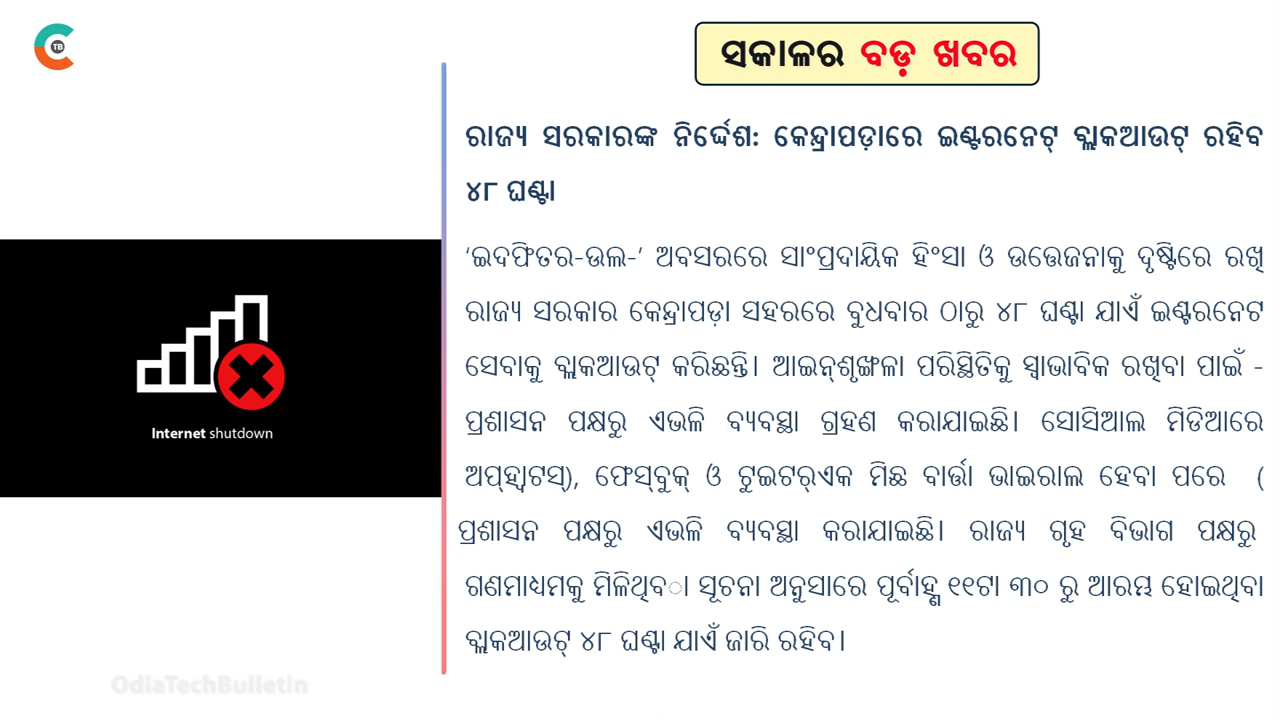 TB
ସକାଳର ବଡ଼ ଖବର
ରାଜ୍ୟ ସରକାରଙ୍କ ନିର୍ଦ୍ଦେଶ: କେନ୍ଦ୍ରାପଡ଼ାରେ ଇଣ୍ଟରନେଟ୍ ବ୍ଲାକଆଉଟ୍ ରହିବ
୪୮ ଘଣ୍ଟା
‘ଇଦଫିତର-ଉଲ-’ ଅବସରରେ ସାଂପ୍ରଦାୟିକ ହିଂସା ଓ ଉତ୍ତେଜନାକୁ ଦୃଷ୍ଟିରେ ରଖି
ରାଜ୍ୟ ସରକାର କେନ୍ଦ୍ରାପଡ଼ା ସହରରେ ବୁଧବାର ଠାରୁ ୪୮ ଘଣ୍ଟା ଯାଏଁ ଇଣ୍ଟରନେଟ
ସେବାକୁ ବ୍ଲାକଆଉଟ୍ କରିଛନ୍ତି। ଆଇନ୍‌ଶୃଙ୍ଖଳା ପରିସ୍ଥିତିକୁ ସ୍ୱାଭାବିକ ରଖିବା ପାଇଁ -
ପ୍ରଶାସନ ପକ୍ଷରୁ ଏଭଳି ବ୍ୟବସ୍ଥା ଗ୍ରହଣ କରାଯାଇଛି। ସୋସିଆଲ ମିଡିଆରେ
ଅପ୍‌ହ୍ୱାଟସ୍), ଫେସ୍‌ବୁକ୍ ଓ ଟୁଇଟର୍‌ଏକ ମିଛ ବାର୍ତ୍ତା ଭାଇରାଲ ହେବା ପରେ (
ପ୍ରଶାସନ ପକ୍ଷରୁ ଏଭଳି ବ୍ୟବସ୍ଥା କରାଯାଇଛି। ରାଜ୍ୟ ଗୃହ ବିଭାଗ ପକ୍ଷରୁ
ଗଣମାଧ୍ୟମକୁ ମିଳିଥିବ◌ା ସୂଚନା ଅନୁସାରେ ପୂର୍ବାହ୍ଣ ୧୧ଟା ୩୦ ରୁ ଆରମ୍ଭ ହୋଇଥିବା
ବ୍ଲାକଆଉଟ୍ ୪୮ ଘଣ୍ଟା ଯାଏଁ ଜାରି ରହିବ।
Internet shutdown
OdiaTechBulletin